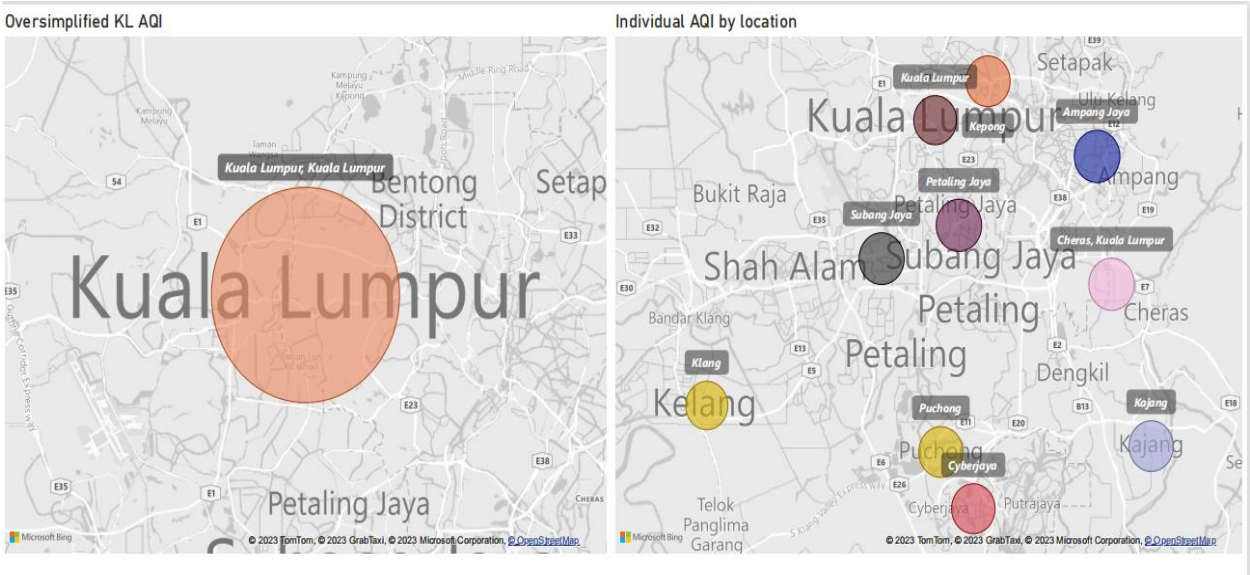 Oversimplified KL AQI
Kampung
Melayu
Kepong
Middle Ring Road
Kampung
Melayu
Taman
Kuala Lumpur, Kuala Lumpur
54
Bentong
District
Setap
E1
E33
E35
Kuala Lumpur
E23
E38
E35
E1
CHERAS
Petaling Jaya
Microsoft Bing
© 2023 TomTom, © 2023 GrabTaxi, © 2023 Microsoft Corporation, © OpenStreetMap
Individual AQI by location
E39
Setapak
Kuala Lumpur
E1
Ulu Kelang
Kuala Lumpur
Ampang Jaya
Kepong
E12
E23
Petaling Jaya
Ampang
Bukit Raja
E38
Petaling Jaya
Subang Jaya
E19
E35
E32
Cheras, Kuala Lumpur
Shah Alam
Subang Jaya
E30
E7
Petaling
Cheras
Bandar Klang
E13
E2
Petaling
Klang
E5
Dengkil
Kelang
Puchong
B13
Kajang
E18
E11
E20
Puchong
Kajang
E6
Cyberjaya
Se
E26
Telok
Panglima
Garang
S Klang Valley Express way
Cyberjaya
Putrajaya
Microsoft Bing
© 2023 TomTom, © 2023 GrabTaxi, © 2023 Microsoft Corporation, © OpenStreetMap